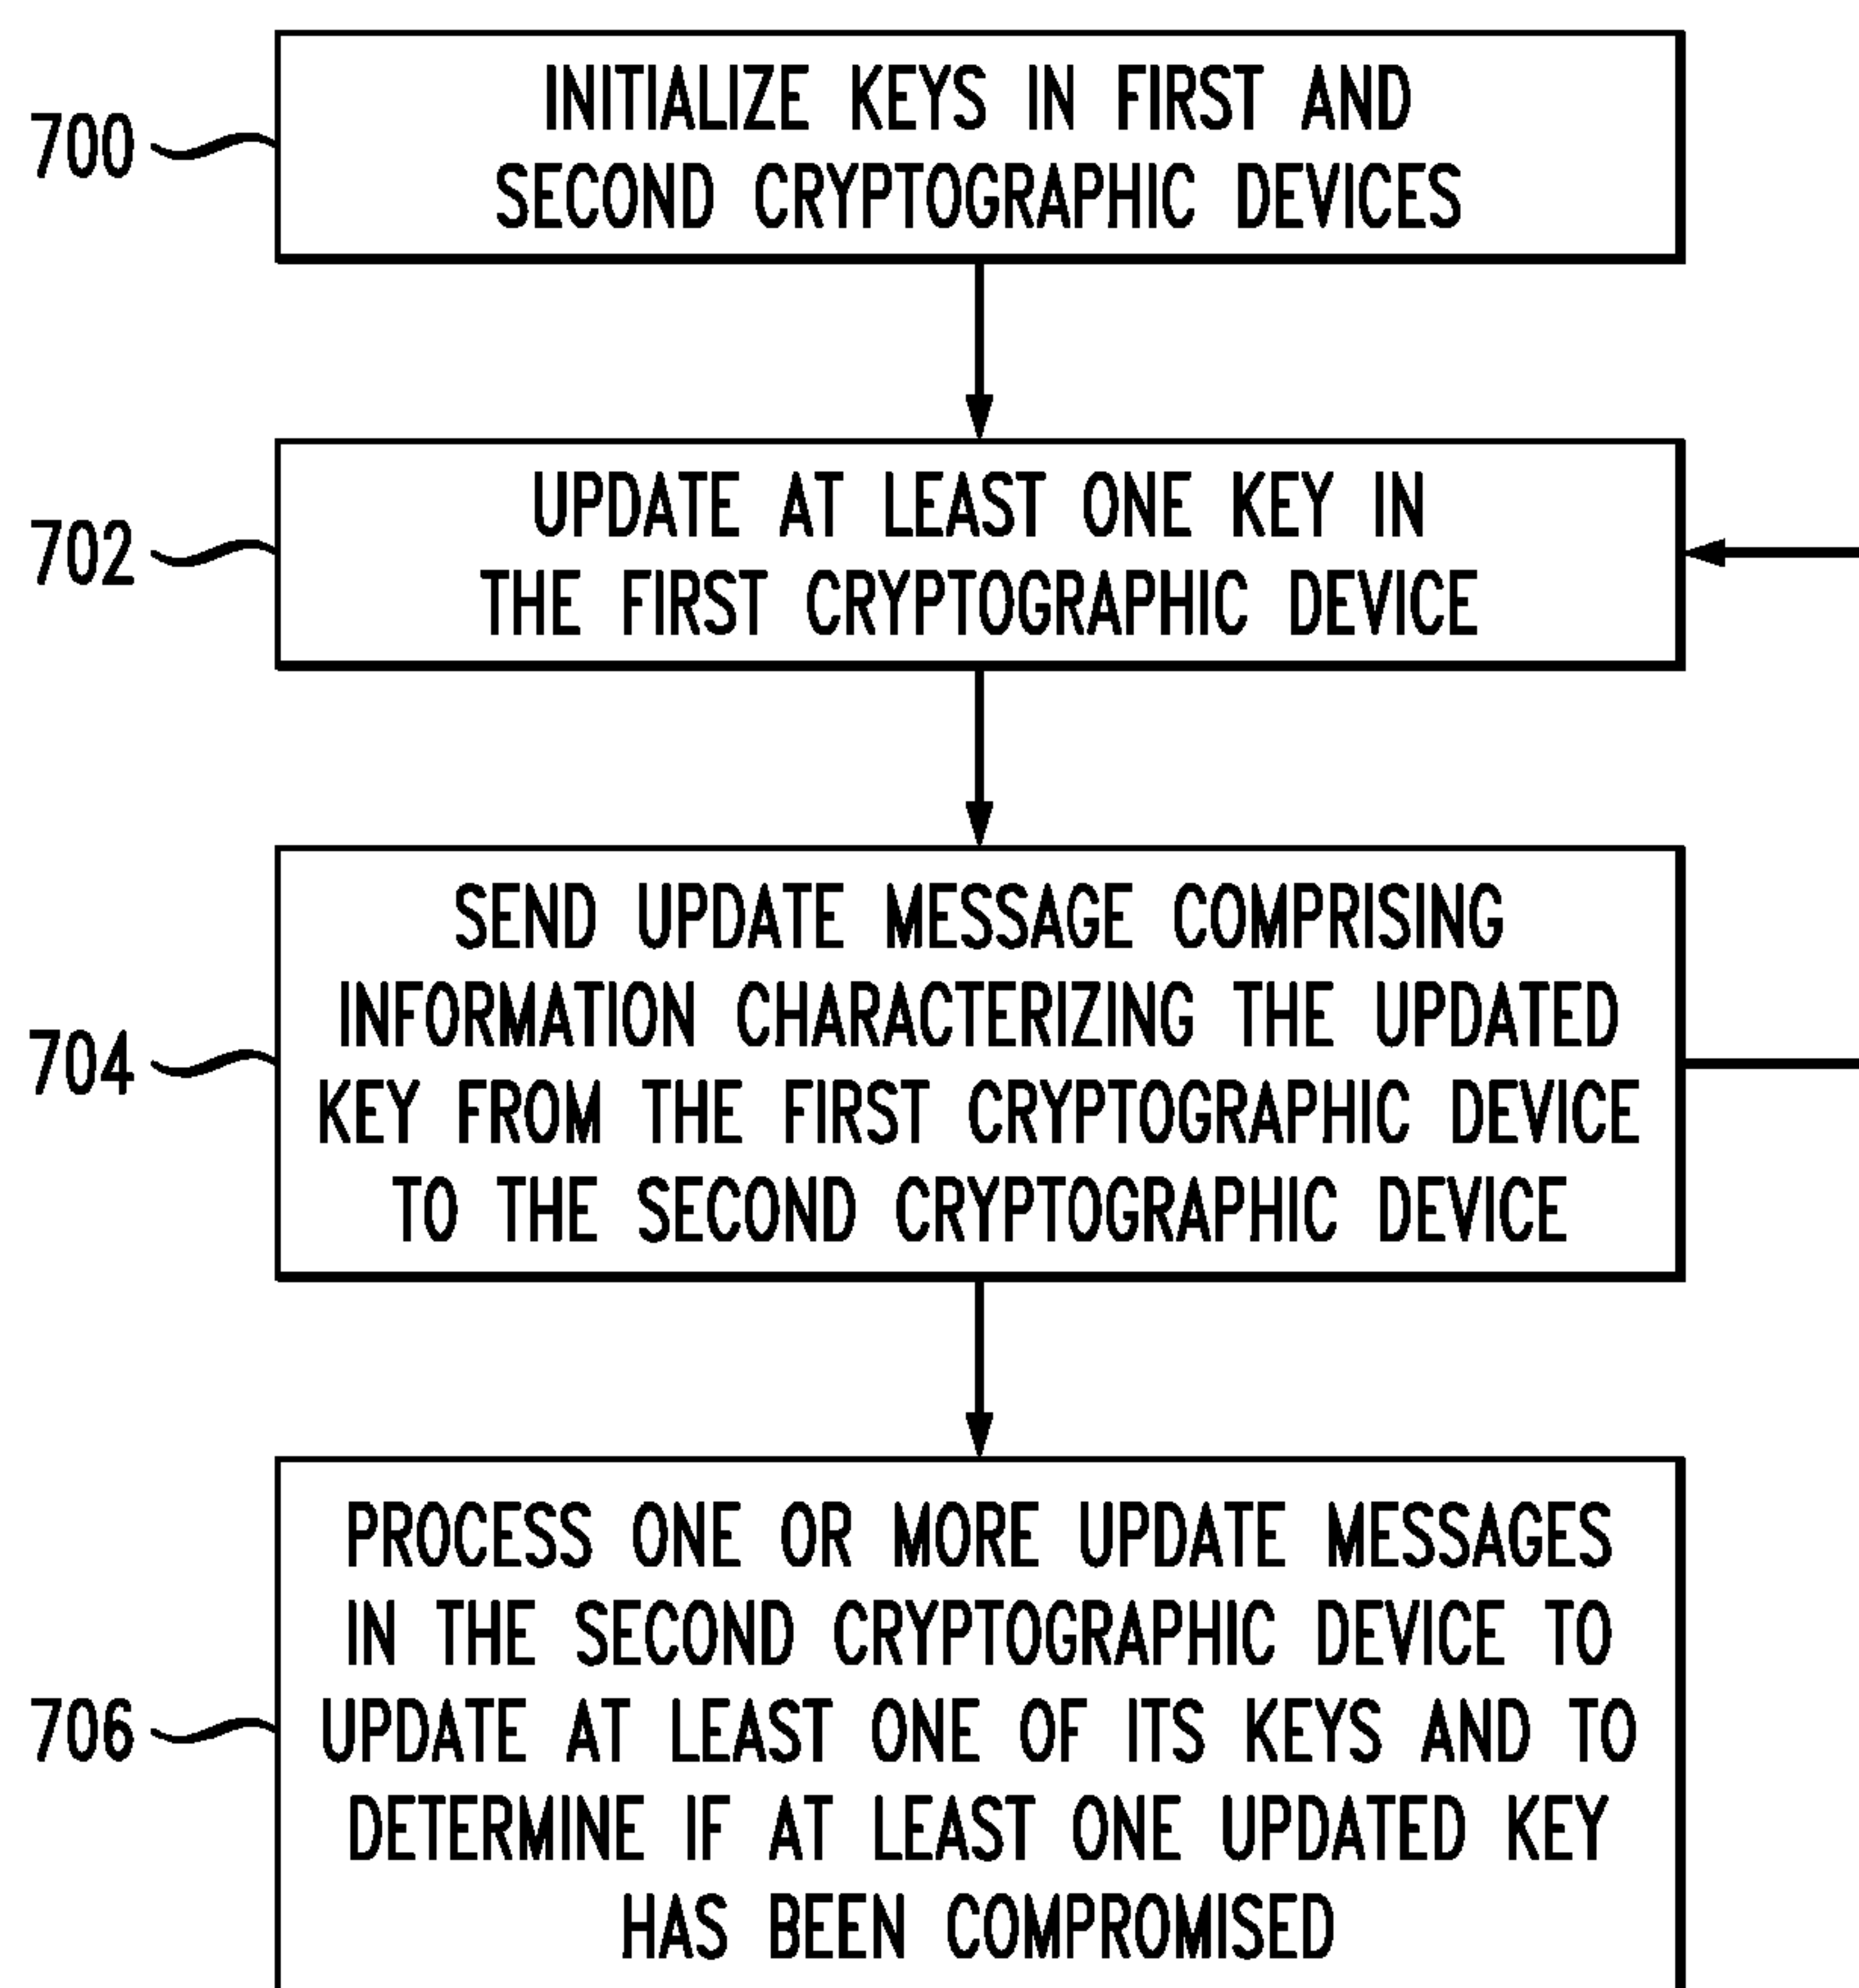 700
INITIALIZE KEYS IN FIRST AND
SECOND CRYPTOGRAPHIC DEVICES
702
UPDATE AT LEAST ONE KEY IN
THE FIRST CRYPTOGRAPHIC DEVICE
704
SEND UPDATE MESSAGE COMPRISING
INFORMATION CHARACTERIZING THE UPDATED
KEY FROM THE FIRST CRYPTOGRAPHIC DEVICE
TO THE SECOND CRYPTOGRAPHIC DEVICE
706
PROCESS ONE OR MORE UPDATE MESSAGES
IN THE SECOND CRYPTOGRAPHIC DEVICE TO
UPDATE AT LEAST ONE OF ITS KEYS AND TO
DETERMINE IF AT LEAST ONE UPDATED KEY
HAS BEEN COMPROMISED